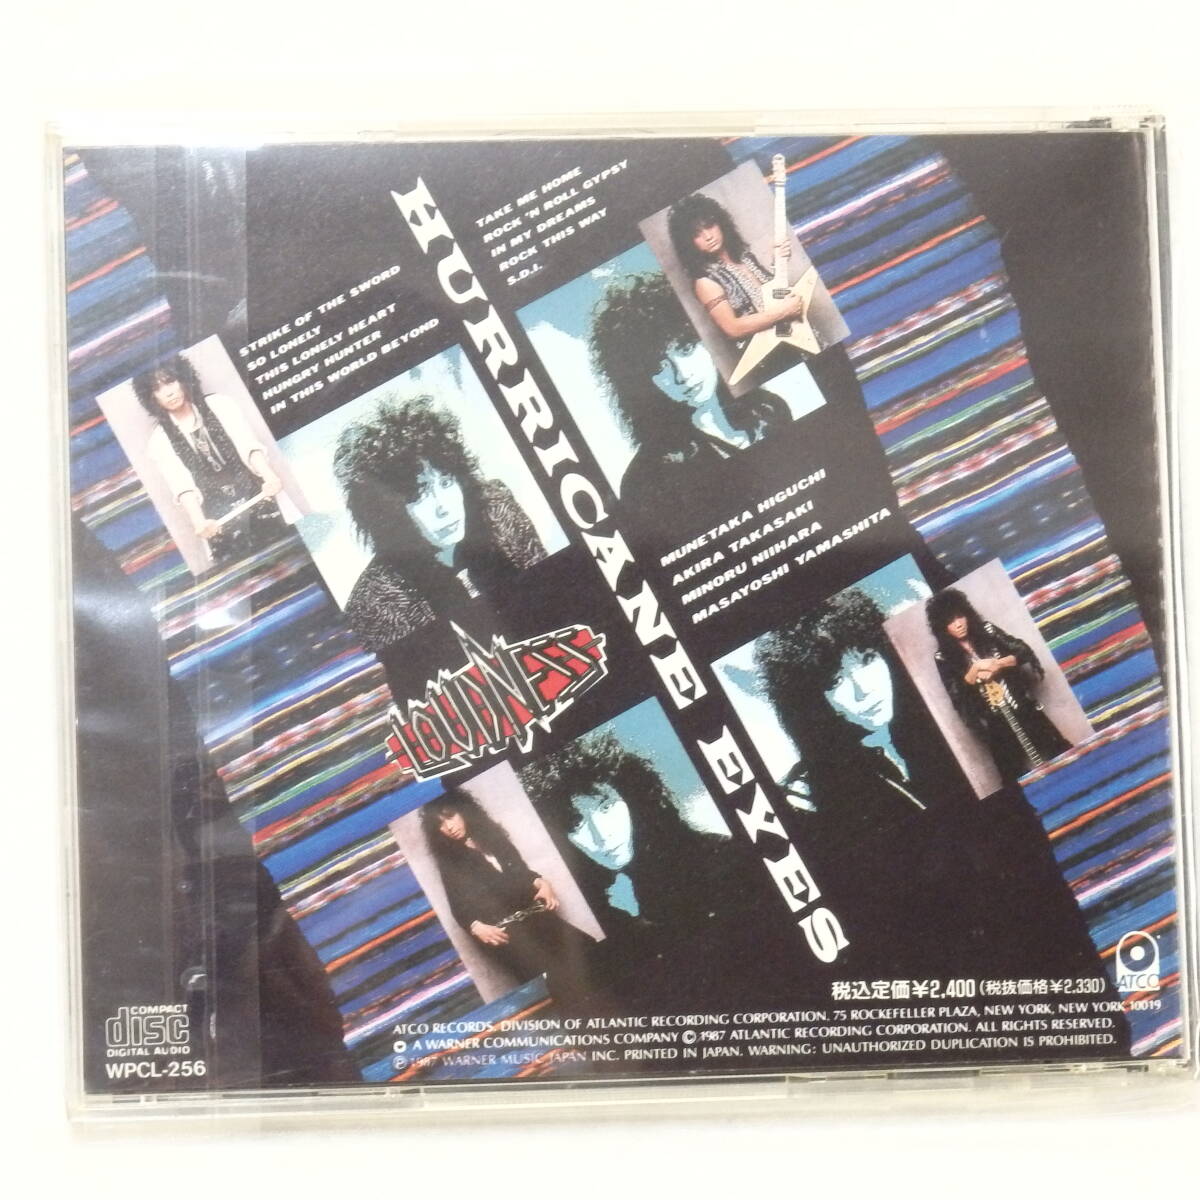 HURRICANE EYES
STRIKE OF THE SWORD
SO LONELY
THIS LONELY HEART
HUNGRY HUNTER
IN THIS WORLD BEYOND
TAKE ME HOME
ROCK 'N ROLL GYPSY
IN MY DREAMS
ROCK THIS WAY
S.D.I.
MUNETAKA HIGUCHI
AKIRA TAKASAKI
MINORU NIIHARA
MASAYOSHI YAMASHITA
LOUDNESS
ATCO
税込定価¥2,400 (税抜価格¥2,330)
ATCO RECORDS. DIVISION OF ATLANTIC RECORDING CORPORATION. 75 ROCKEFELLER PLAZA, NEW YORK, NEW YORK 10019
A WARNER COMMUNICATIONS COMPANY © 1987 ATLANTIC RECORDING CORPORATION. ALL RIGHTS RESERVED.
℗ 1987 WARNER MUSIC JAPAN INC. PRINTED IN JAPAN. WARNING: UNAUTHORIZED DUPLICATION IS PROHIBITED.
COMPACT
disc
DIGITAL AUDIO
WPCL-256